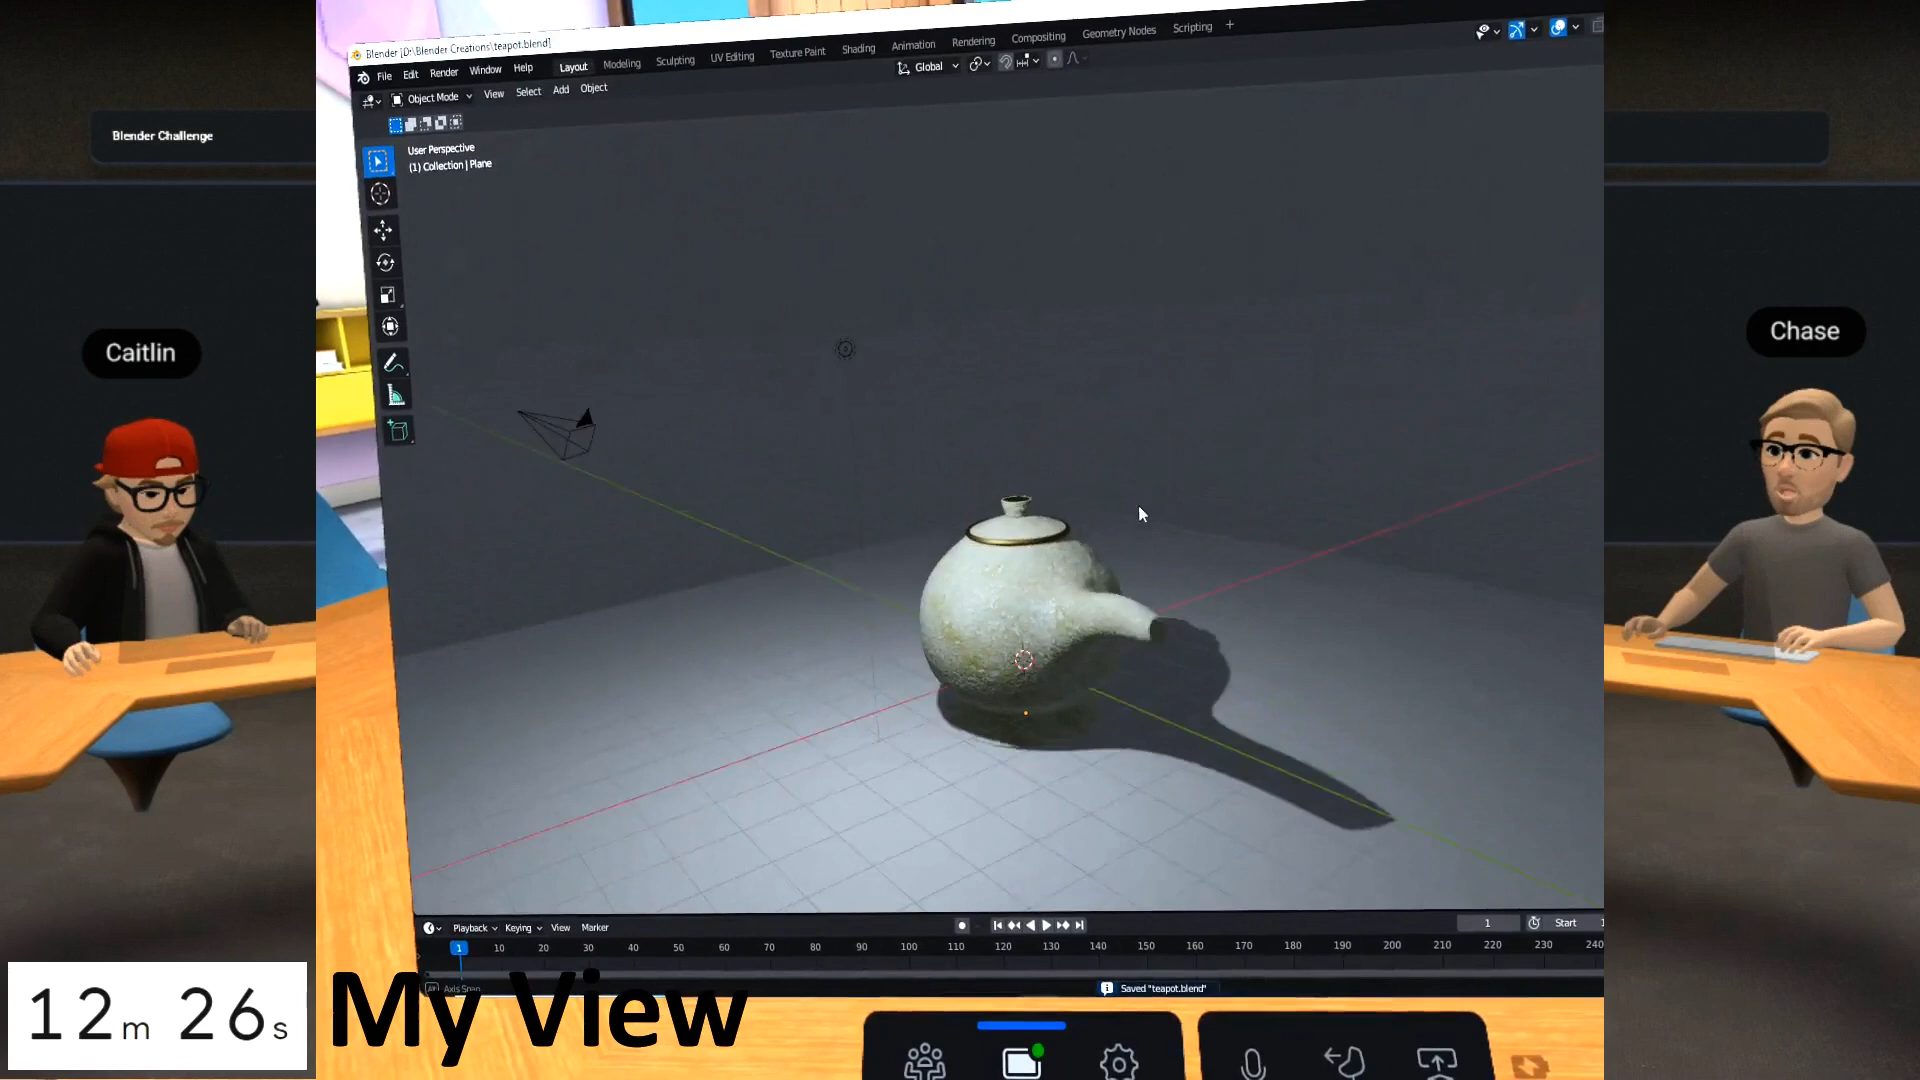 Blender [D:\Blender Creations\teapot.blend]
File Edit Render Window Help Layout Modeling Sculpting UV Editing Texture Paint Shading Animation Rendering Compositing Geometry Nodes Scripting +
Object Mode View Select Add Object Global
User Perspective
(1) Collection | Plane
Blender Challenge
Caitlin
Chase
Playback Keying View Marker 1 Start 1
1 10 20 30 40 50 60 70 80 90 100 110 120 130 140 150 160 170 180 190 200 210 220 230 240
Axis Snap
Saved "teapot.blend"
12m 26s
My View